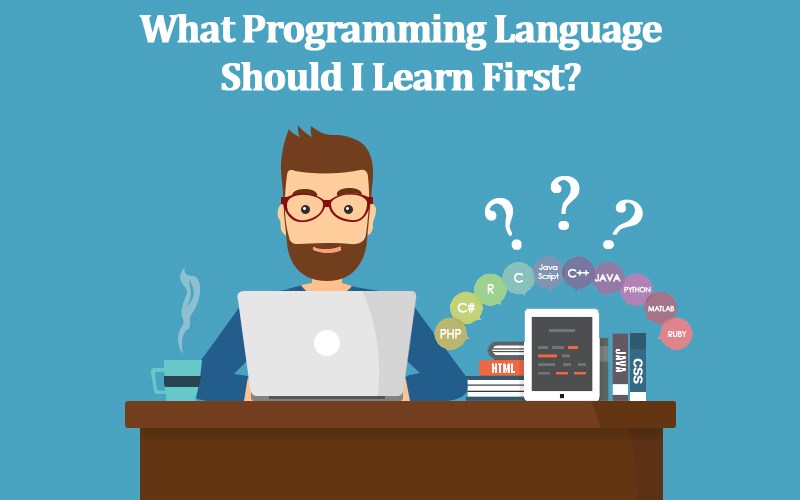 What Programming Language
Should I Learn First?
? ? ?
PHP
C#
R
C
Java
Script
C++
JAVA
PYTHON
MATLAB
RUBY
HTML
JAVA
CSS